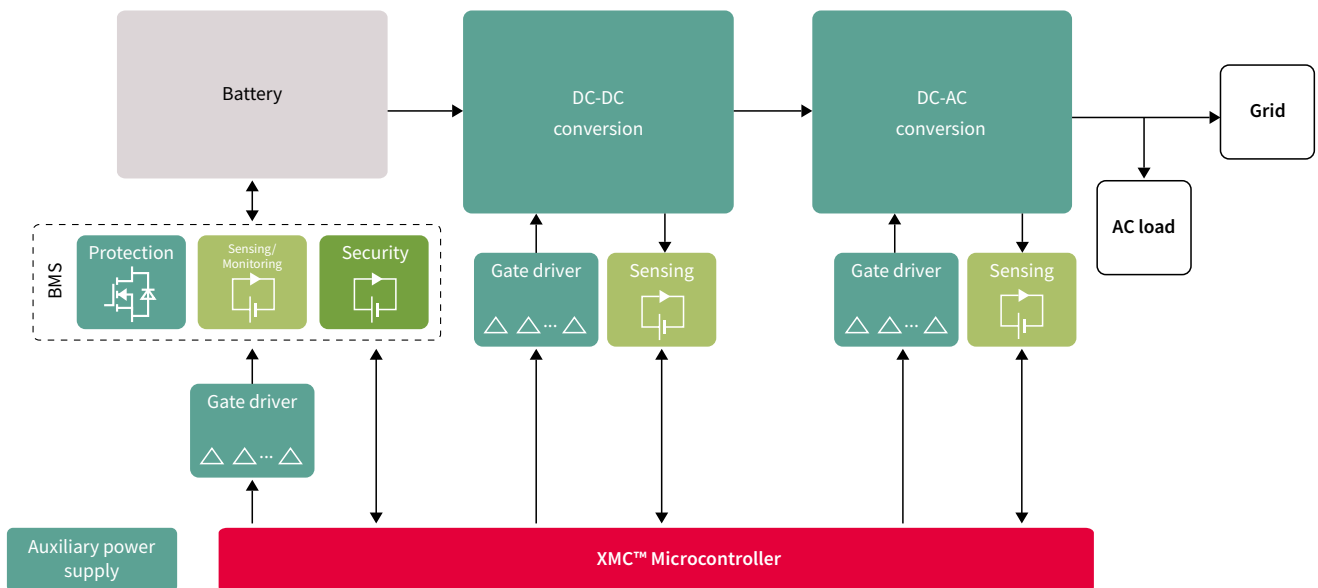 Battery
DC-DC
conversion
DC-AC
conversion
Grid
AC load
BMS
Protection
Sensing/
Monitoring
Security
Gate driver
...
Sensing
Gate driver
...
Sensing
Gate driver
...
Auxiliary power
supply
XMC™ Microcontroller